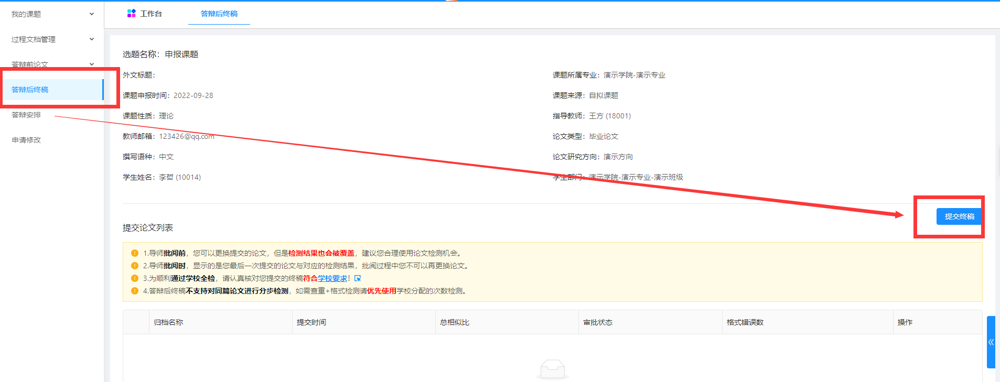 我的课题
过程文档管理
答辩前论文
答辩后终稿
答辩安排
申请修改
工作台
答辩后终稿
选题名称：申报课题
外文标题：
课题所属专业：演示学院-演示专业
课题申报时间：2022-09-28
课题来源：自拟课题
课题性质：理论
指导教师：王方 (18001)
教师邮箱：123426@qq.com
论文类型：毕业论文
撰写语种：中文
论文研究方向：演示方向
学生姓名：李哲 (10014)
学生部门：演示学院-演示专业-演示班级
提交终稿
提交论文列表
1.导师批阅前，您可以更换提交的论文，但是检测结果也会被覆盖，建议您合理使用论文检测机会。
2.导师批阅时，显示的是您最后一次提交的论文与对应的检测结果，批阅过程中您不可以再更换论文。
3.为顺利通过学校全检，请认真核对您提交的终稿符合学校要求！
4.答辩后终稿不支持对同篇论文进行分步检测，如需查重+格式检测请优先使用学校分配的次数检测。
归档名称
提交时间
总相似比
审批状态
格式错误数
操作